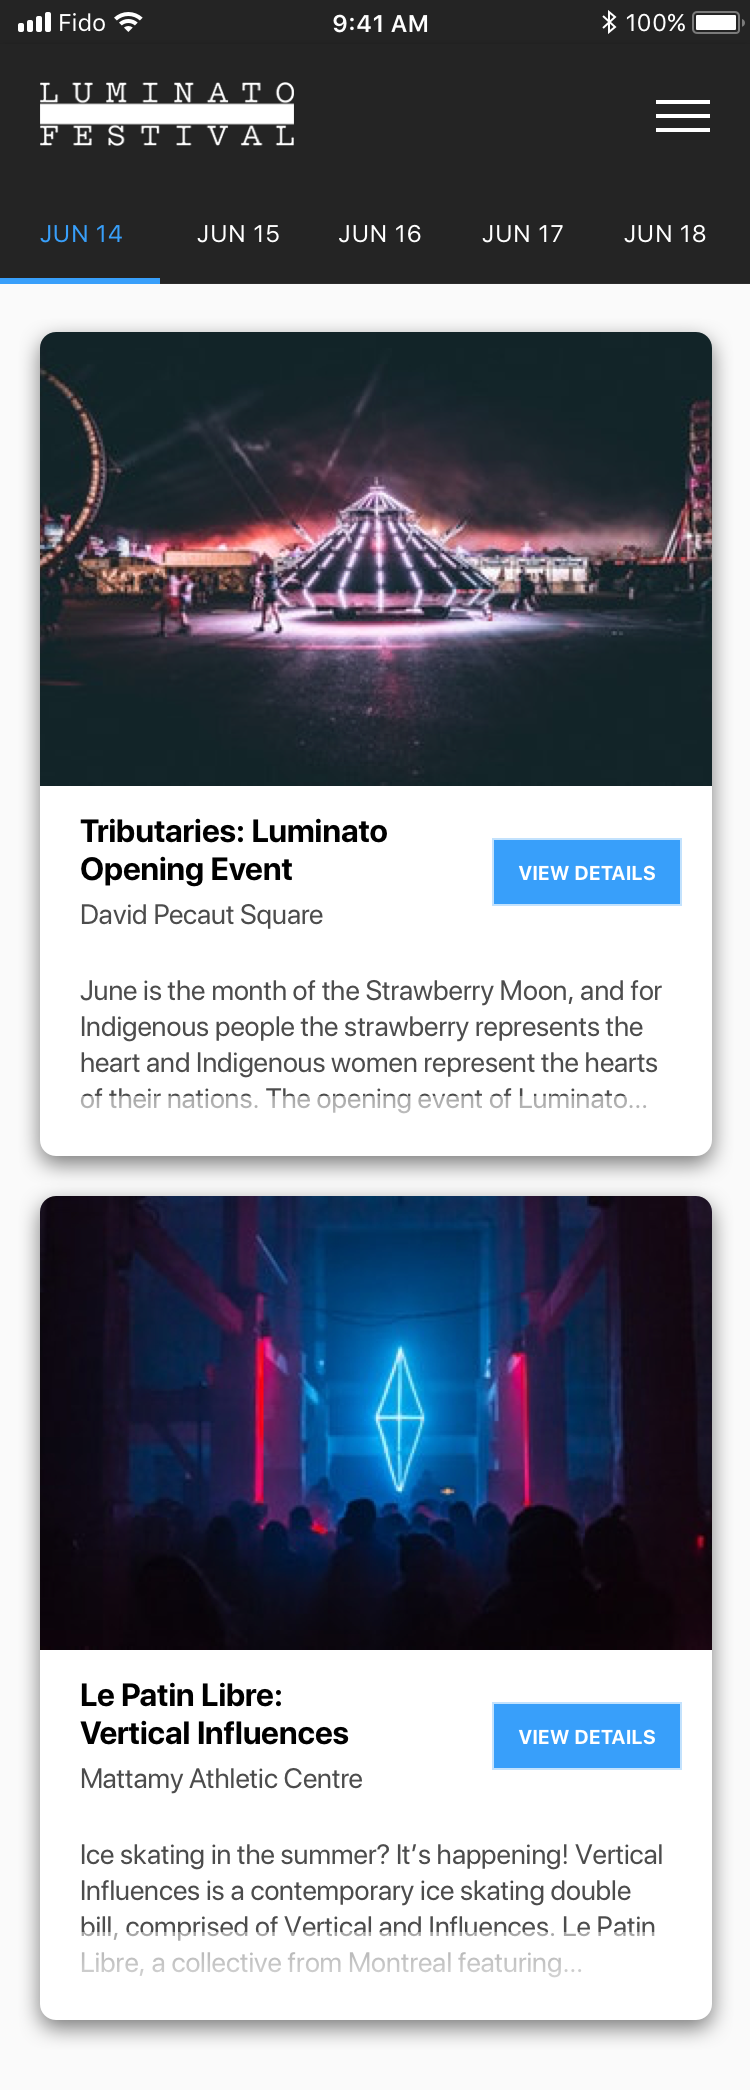 Fido 9:41 AM 100%
LUMINATO
FESTIVAL
JUN 14 JUN 15 JUN 16 JUN 17 JUN 18
Tributaries: Luminato
Opening Event
VIEW DETAILS
David Pecaut Square
June is the month of the Strawberry Moon, and for
Indigenous people the strawberry represents the
heart and Indigenous women represent the hearts
of their nations. The opening event of Luminato...
Le Patin Libre:
Vertical Influences
VIEW DETAILS
Mattamy Athletic Centre
Ice skating in the summer? It’s happening! Vertical
Influences is a contemporary ice skating double
bill, comprised of Vertical and Influences. Le Patin
Libre, a collective from Montreal featuring...